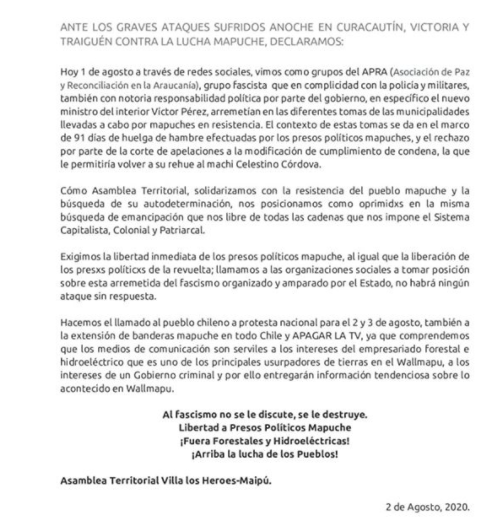 ANTE LOS GRAVES ATAQUES SUFRIDOS ANOCHE EN CURACAUTÍN, VICTORIA Y
TRAIGUÉN CONTRA LA LUCHA MAPUCHE, DECLARAMOS:
Hoy 1 de agosto a través de redes sociales, vimos como grupos del APRA (Asociación de Paz
y Reconciliación en la Araucanía), grupo fascista que en complicidad con la policía y militares,
también con notoria responsabilidad política por parte del gobierno, en específico el nuevo
ministro del interior Víctor Pérez, arremetían en las diferentes tomas de las municipalidades
llevadas a cabo por mapuches en resistencia. El contexto de estas tomas se da en el marco
de 91 días de huelga de hambre efectuadas por los presos políticos mapuches, y el rechazo
por parte de la corte de apelaciones a la modificación de cumplimiento de condena, la que
le permitiría volver a su rehue al machi Celestino Córdova.
Cómo Asamblea Territorial, solidarizamos con la resistencia del pueblo mapuche y la
búsqueda de su autodeterminación, nos posicionamos como oprimidxs en la misma
búsqueda de emancipación que nos libre de todas las cadenas que nos impone el Sistema
Capitalista, Colonial y Patriarcal.
Exigimos la libertad inmediata de los presos políticos mapuche, al igual que la liberación de
los presxs políticxs de la revuelta; llamamos a las organizaciones sociales a tomar posición
sobre esta arremetida del fascismo organizado y amparado por el Estado, no habrá ningún
ataque sin respuesta.
Hacemos el llamado al pueblo chileno a protesta nacional para el 2 y 3 de agosto, también a
la extensión de banderas mapuche en todo Chile y APAGAR LA TV, ya que comprendemos
que los medios de comunicación son serviles a los intereses del empresariado forestal e
hidroeléctrico que es uno de los principales usurpadores de tierras en el Wallmapu, a los
intereses de un Gobierno criminal y por ello entregarán información tendenciosa sobre lo
acontecido en Wallmapu.
Al fascismo no se le discute, se le destruye.
Libertad a Presos Políticos Mapuche
¡Fuera Forestales y Hidroeléctricas!
¡Arriba la lucha de los Pueblos!
Asamblea Territorial Villa los Heroes-Maipú.
2 de Agosto, 2020.